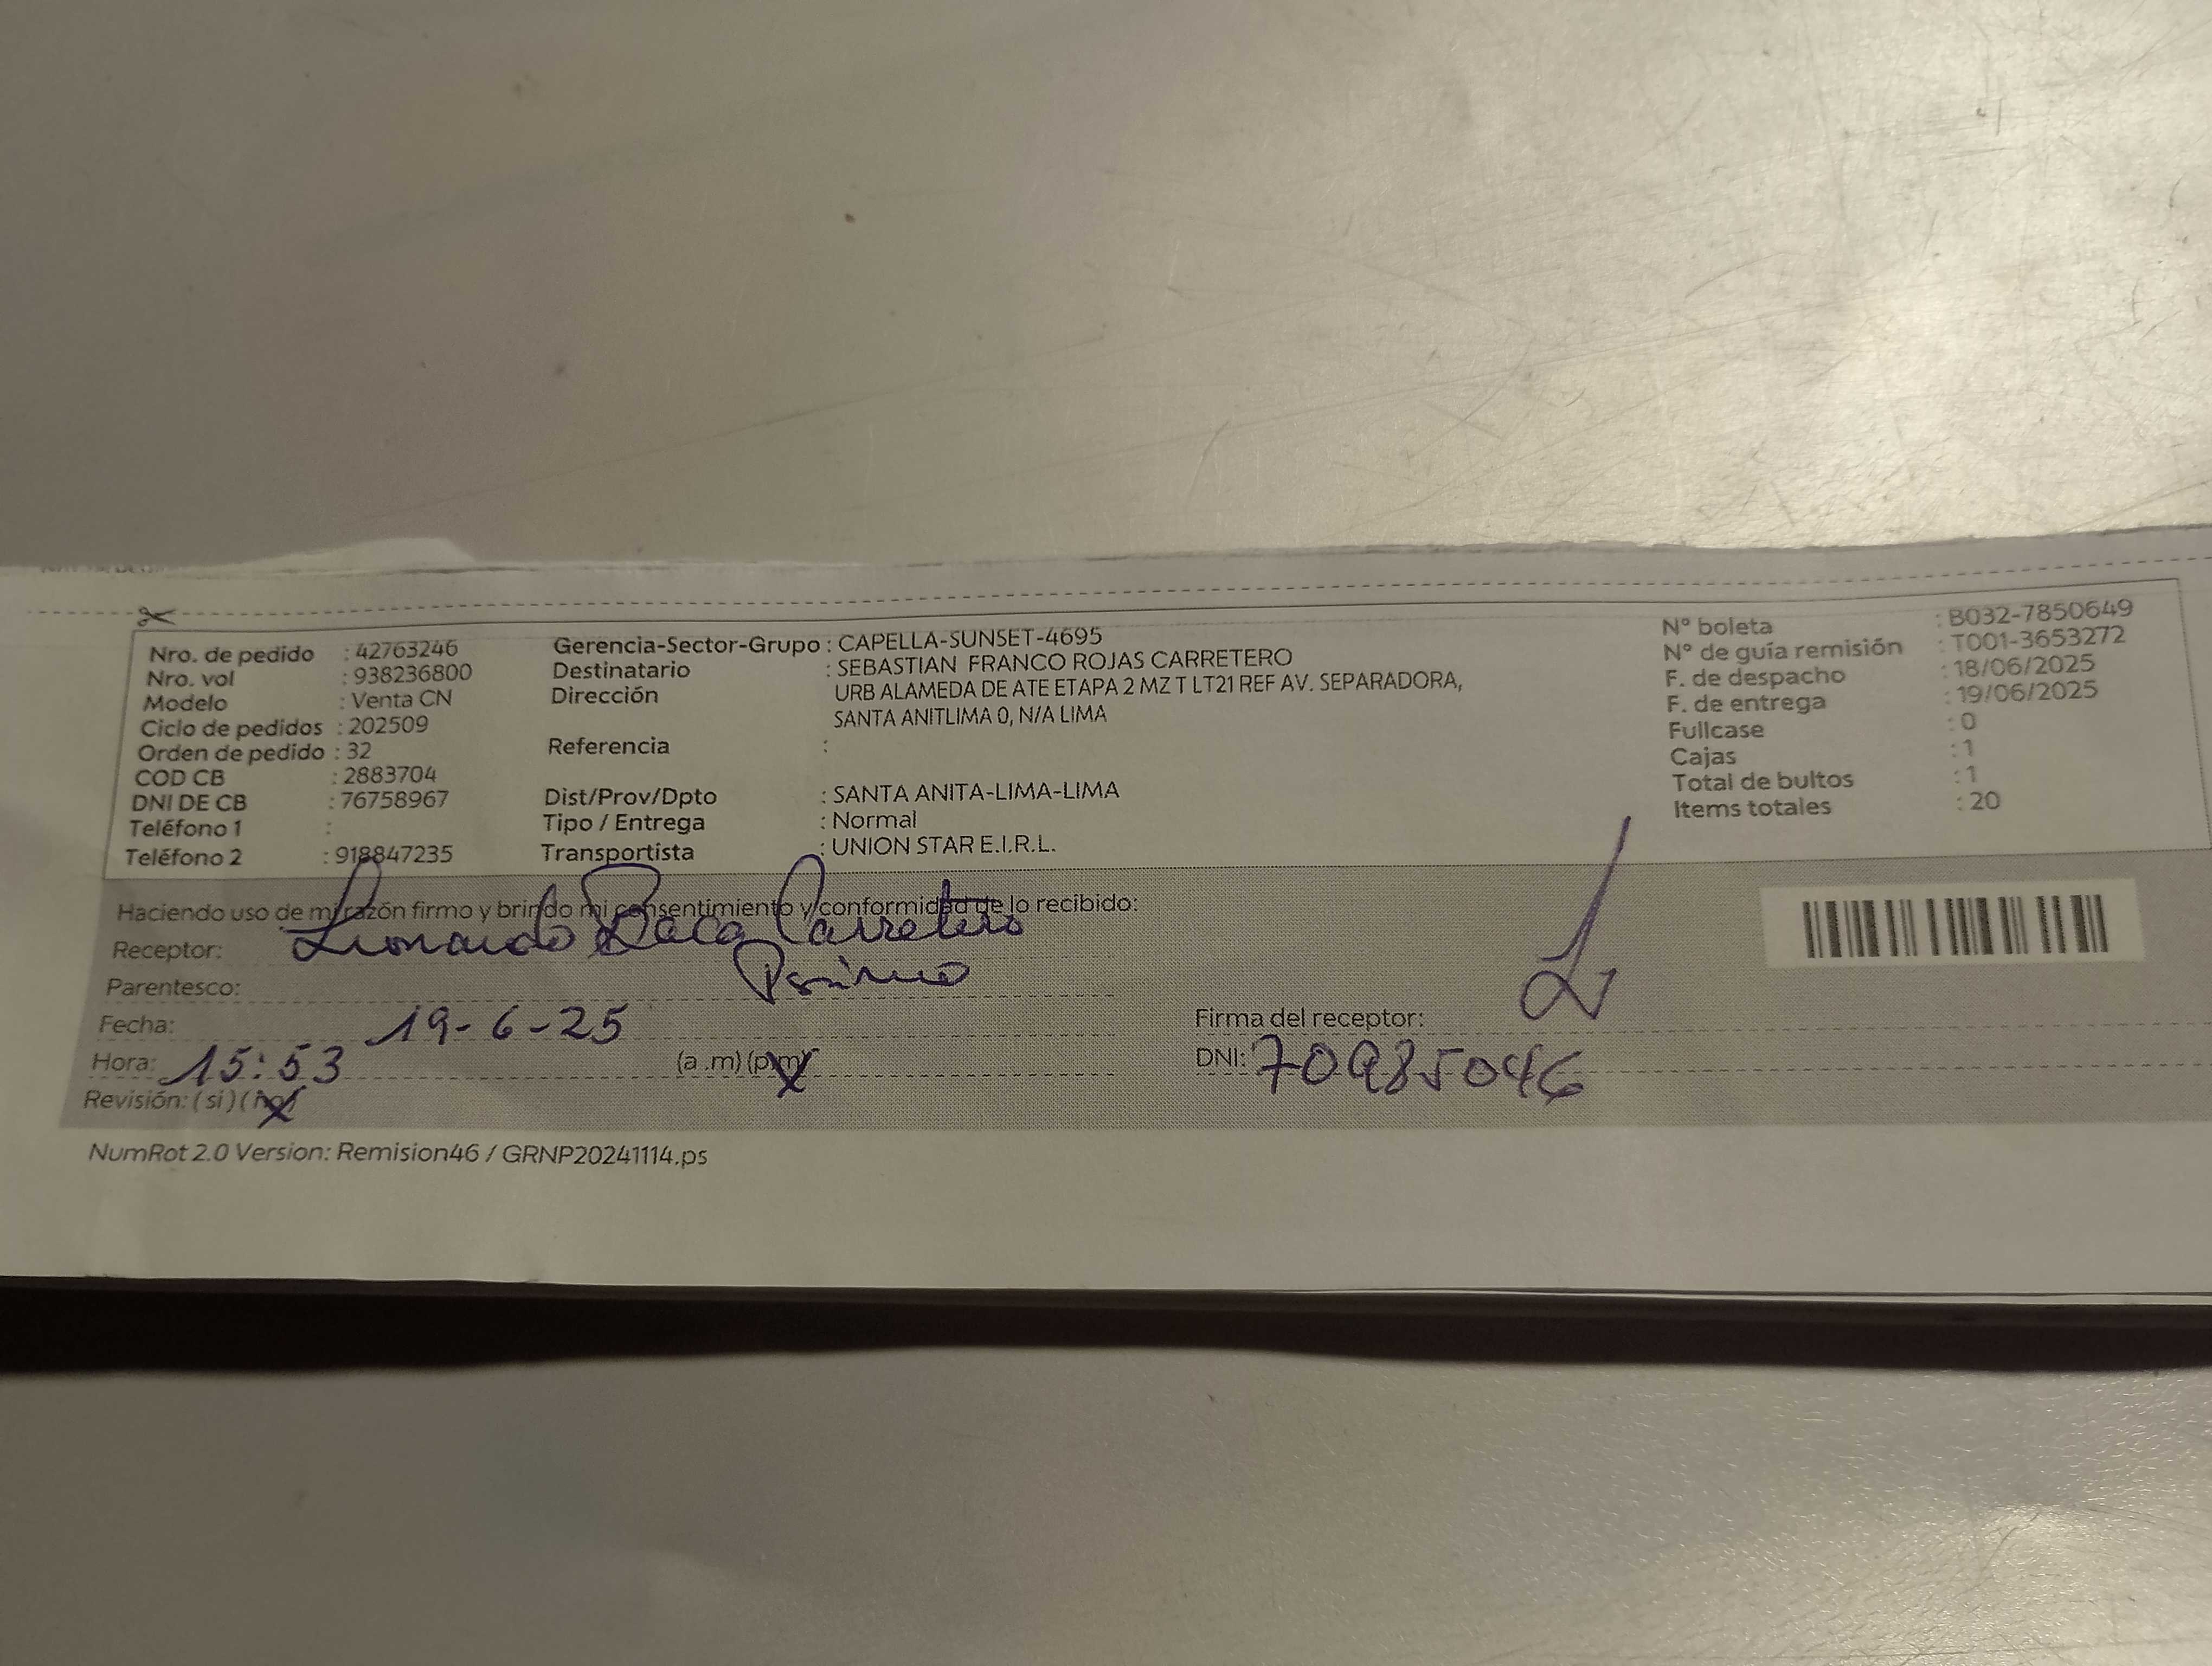 Nro. de pedido : 42763246
Nro. vol : 938236800
Modelo : Venta CN
Ciclo de pedidos : 202509
Orden de pedido : 32
COD CB : 2883704
DNI DE CB : 76758967
Teléfono 1 :
Teléfono 2 : 918847235
Gerencia-Sector-Grupo : CAPELLA-SUNSET-4695
Destinatario : SEBASTIAN FRANCO ROJAS CARRETERO
Dirección URB ALAMEDA DE ATE ETAPA 2 MZ T LT21 REF AV. SEPARADORA,
SANTA ANITLIMA 0, N/A LIMA
Referencia :
Dist/Prov/Dpto : SANTA ANITA-LIMA-LIMA
Tipo / Entrega : Normal
Transportista : UNION STAR E.I.R.L.
N° boleta : B032-7850649
N° de guía remisión : T001-3653272
F. de despacho : 18/06/2025
F. de entrega : 19/06/2025
Fullcase : 0
Cajas : 1
Total de bultos : 1
Items totales : 20
Haciendo uso de mi razón firmo y brindo mi consentimiento y conformidad de lo recibido:
Receptor: Leonardo Baca Carretero
Parentesco: Primo
Fecha: 19-6-25
Hora: 15:53 (a .m) (p.m)
Revisión: ( si ) ( no )
Firma del receptor:
DNI: 70985046
NumRot 2.0 Version: Remision46 / GRNP20241114.ps